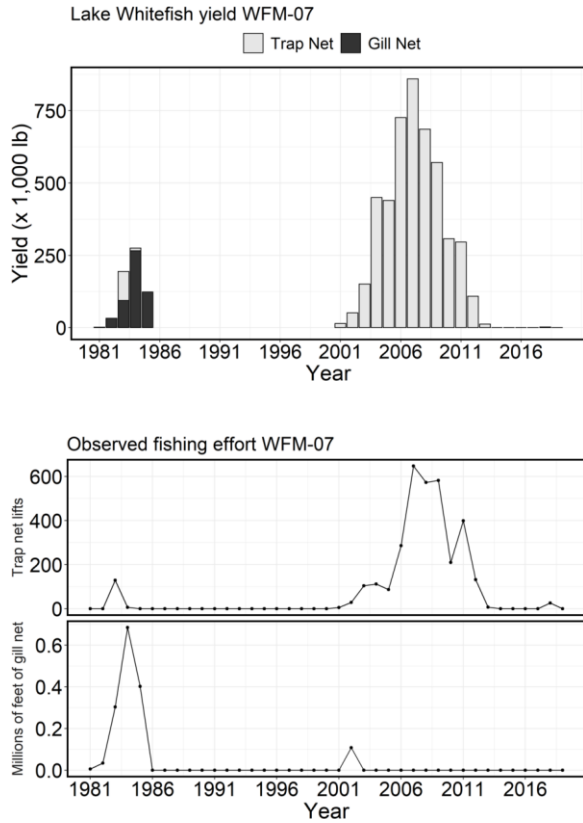 Lake Whitefish yield WFM-07
Trap Net Gill Net
Yield (x 1,000 lb)
750
500
250
0
1981 1986 1991 1996 2001 2006 2011 2016
Year
Observed fishing effort WFM-07
Trap net lifts
600
400
200
0
Millions of feet of gill net
0.6
0.4
0.2
0.0
1981 1986 1991 1996 2001 2006 2011 2016
Year